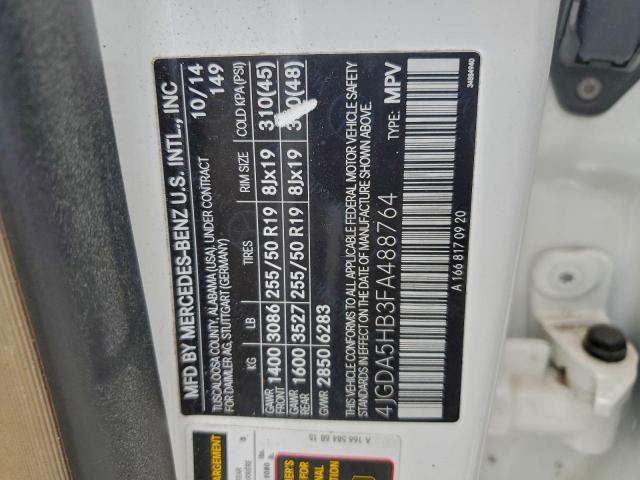 MFD BY MERCEDES-BENZ U.S. INTL., INC
TUSCALOOSA COUNTY, ALABAMA (USA), UNDER CONTRACT
FOR DAIMLER AG, STUTTGART (GERMANY)
10/14
149
KG LB TIRES RIM SIZE COLD KPA (PSI)
GAWR FRONT 1400 3086 255/50 R19 8Jx19 310(45)
GAWR REAR 1600 3527 255/50 R19 8Jx19 (48)
GVWR 2850 6283
THIS VEHICLE CONFORMS TO ALL APPLICABLE FEDERAL MOTOR VEHICLE SAFETY
STANDARDS IN EFFECT ON THE DATE OF MANUFACTURE SHOWN ABOVE.
4JGDA5HB3FA488764 TYPE: MPV
A 166 817 09 20
34884940
A 166 584 68 15